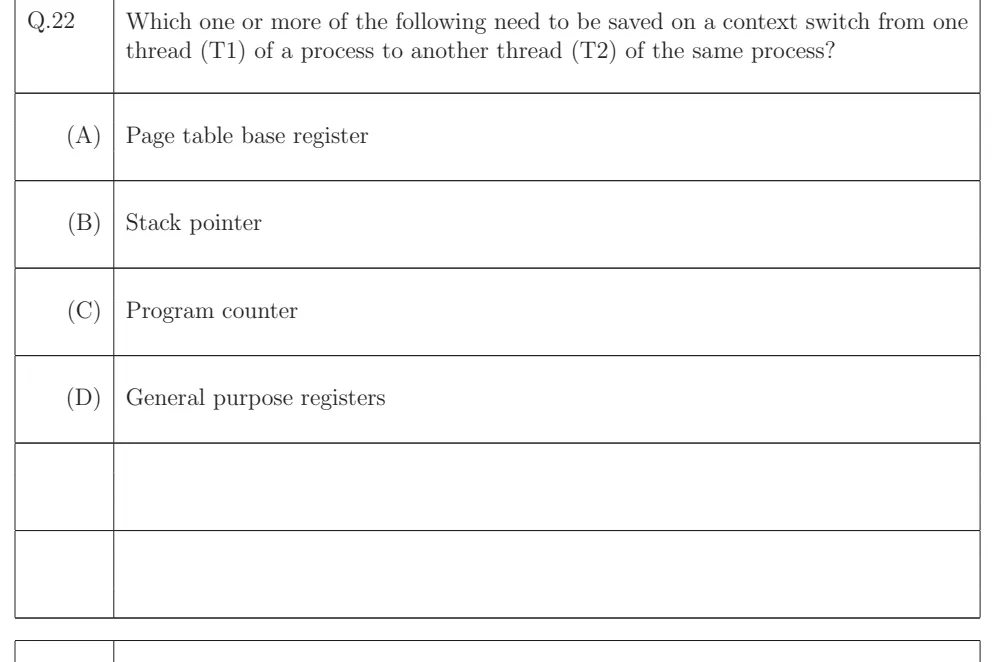 Q.22 Which one or more of the following need to be saved on a context switch from one
thread (T1) of a process to another thread (T2) of the same process?
(A) Page table base register
(B) Stack pointer
(C) Program counter
(D) General purpose registers